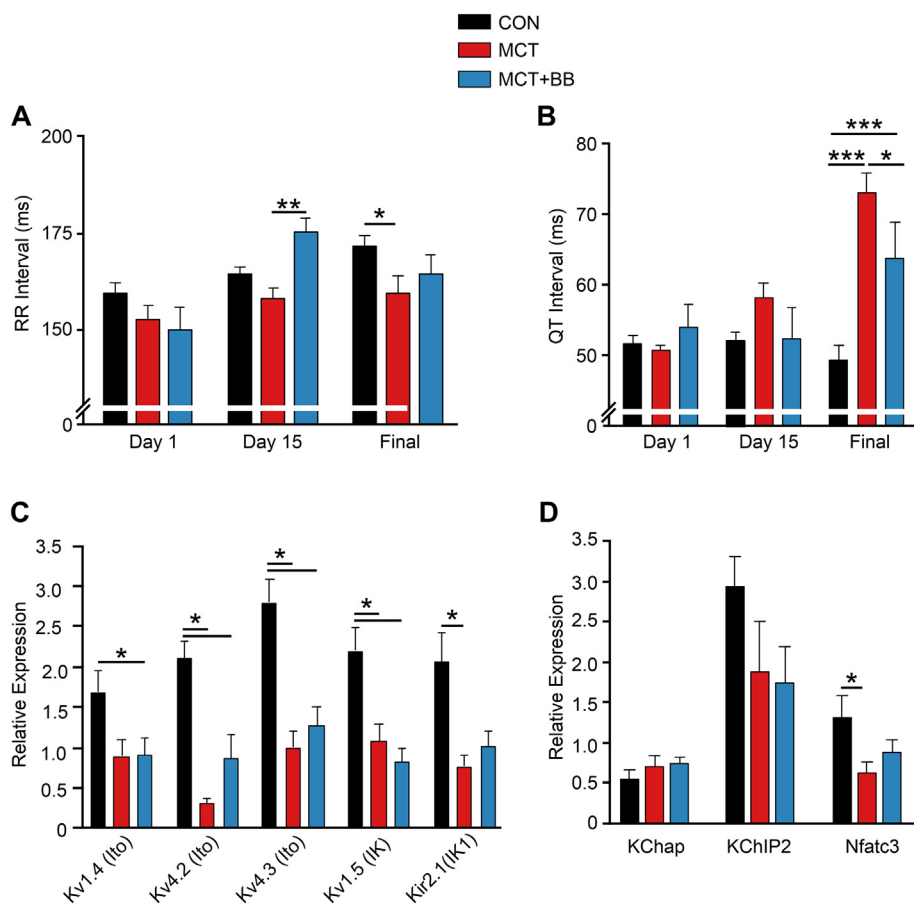 CON
MCT
MCT+BB
A
200
175
150
0
RR Interval (ms)
**
*
Day 1
Day 15
Final
B
80
70
60
50
0
QT Interval (ms)
***
***
*
Day 1
Day 15
Final
C
3.5
3.0
2.5
2.0
1.5
1.0
0.5
0
Relative Expression
*
*
*
*
*
Kv1.4 (Ito)
Kv4.2 (Ito)
Kv4.3 (Ito)
Kv1.5 (IK)
Kir2.1(IK1)
D
3.5
3.0
2.5
2.0
1.5
1.0
0.5
0
Relative Expression
*
KChap
KChIP2
Nfatc3